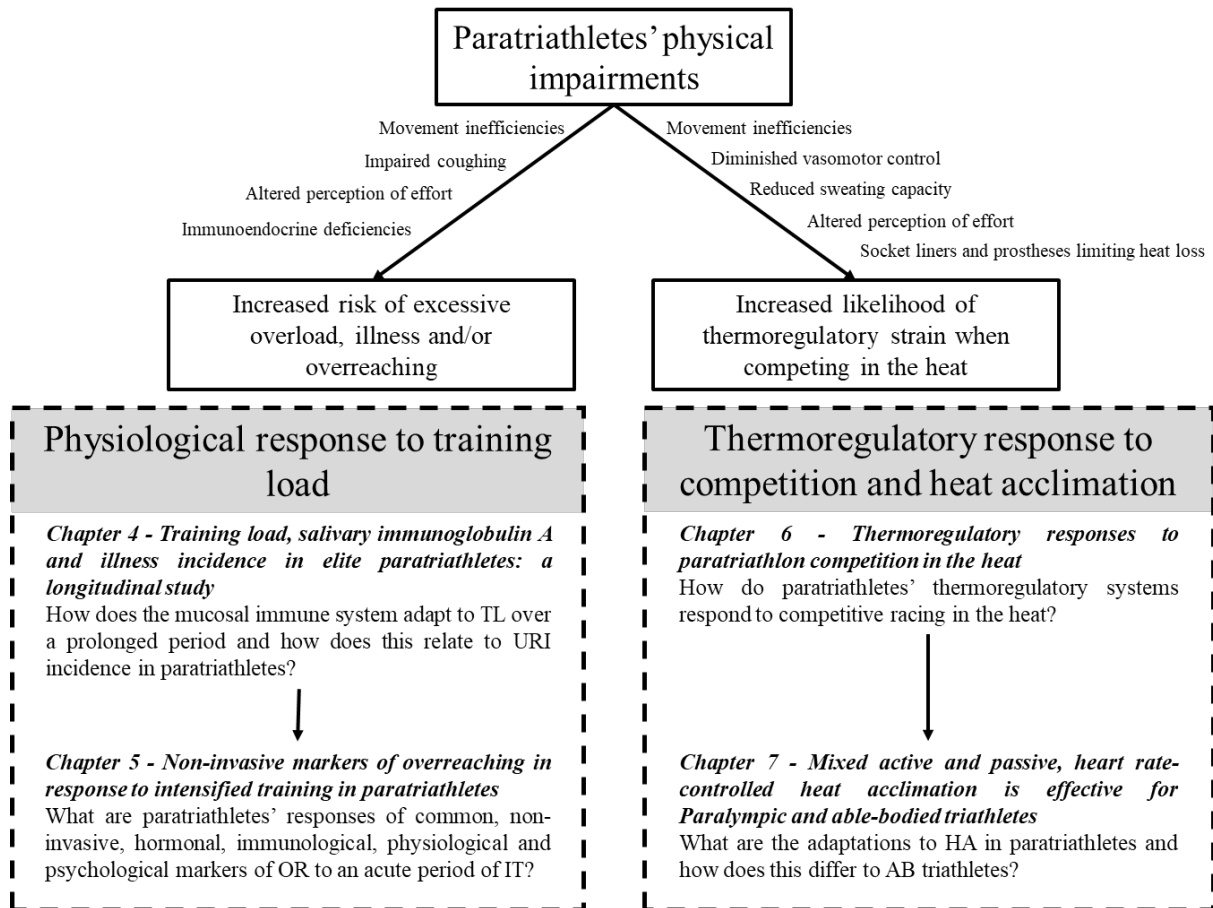 Paratriathletes’ physical
impairments
Movement inefficiencies
Impaired coughing
Altered perception of effort
Immunoendocrine deficiencies
Movement inefficiencies
Diminished vasomotor control
Reduced sweating capacity
Altered perception of effort
Socket liners and prostheses limiting heat loss
Increased risk of excessive
overload, illness and/or
overreaching
Increased likelihood of
thermoregulatory strain when
competing in the heat
Physiological response to training
load
Chapter 4 - Training load, salivary immunoglobulin A
and illness incidence in elite paratriathletes: a
longitudinal study
How does the mucosal immune system adapt to TL over
a prolonged period and how does this relate to URI
incidence in paratriathletes?
Chapter 5 - Non-invasive markers of overreaching in
response to intensified training in paratriathletes
What are paratriathletes’ responses of common, non-
invasive, hormonal, immunological, physiological and
psychological markers of OR to an acute period of IT?
Thermoregulatory response to
competition and heat acclimation
Chapter 6 - Thermoregulatory responses to
paratriathlon competition in the heat
How do paratriathletes’ thermoregulatory systems
respond to competitive racing in the heat?
Chapter 7 - Mixed active and passive, heart rate-
controlled heat acclimation is effective for
Paralympic and able-bodied triathletes
What are the adaptations to HA in paratriathletes and
how does this differ to AB triathletes?